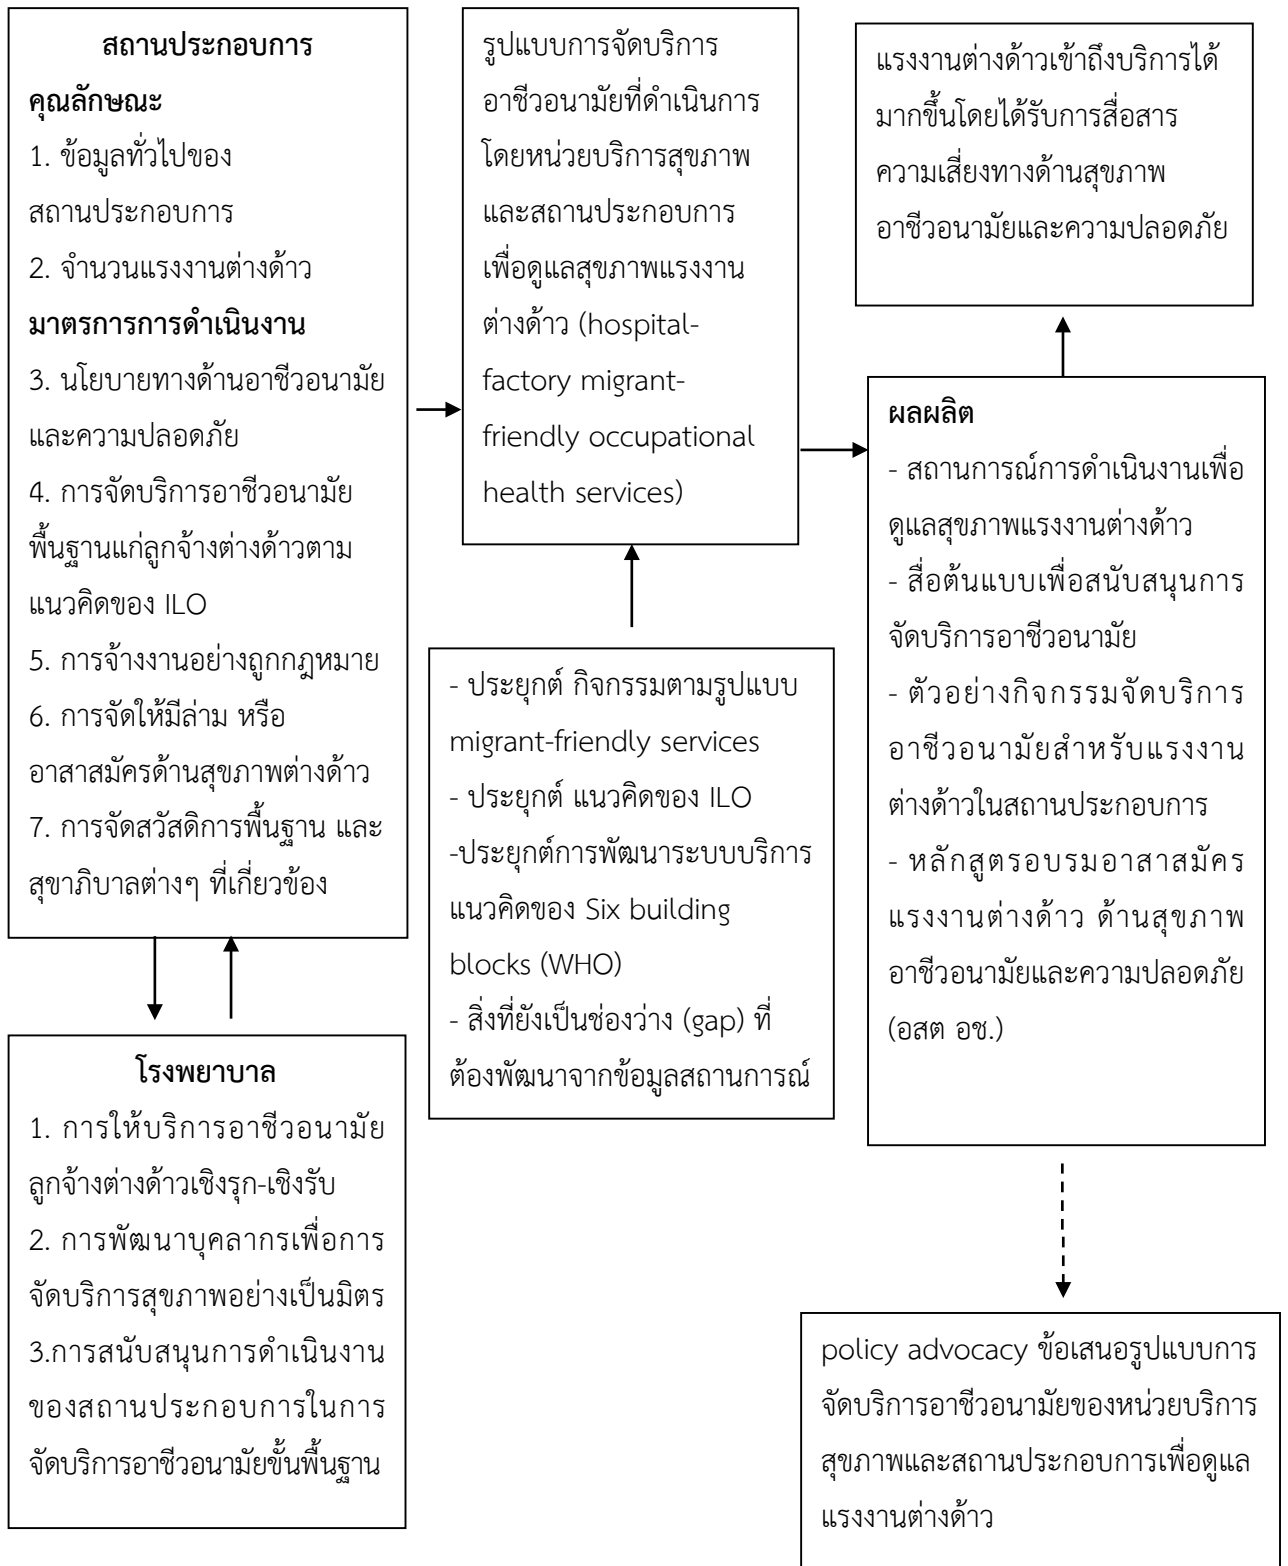 สถานประกอบการ
คุณลักษณะ
1. ข้อมูลทั่วไปของ
สถานประกอบการ
2. จำนวนแรงงานต่างด้าว
มาตรการการดำเนินงาน
3. นโยบายทางด้านอาชีวอนามัย
และความปลอดภัย
4. การจัดบริการอาชีวอนามัย
พื้นฐานแก่ลูกจ้างต่างด้าวตาม
แนวคิดของ ILO
5. การจ้างงานอย่างถูกกฎหมาย
6. การจัดให้มีล่าม หรือ
อาสาสมัครด้านสุขภาพต่างด้าว
7. การจัดสวัสดิการพื้นฐาน และ
สุขาภิบาลต่างๆ ที่เกี่ยวข้อง
โรงพยาบาล
1. การให้บริการอาชีวอนามัย
ลูกจ้างต่างด้าวเชิงรุก-เชิงรับ
2. การพัฒนาบุคลากรเพื่อการ
จัดบริการสุขภาพอย่างเป็นมิตร
3.การสนับสนุนการดำเนินงาน
ของสถานประกอบการในการ
จัดบริการอาชีวอนามัยขั้นพื้นฐาน
รูปแบบการจัดบริการ
อาชีวอนามัยที่ดำเนินการ
โดยหน่วยบริการสุขภาพ
และสถานประกอบการ
เพื่อดูแลสุขภาพแรงงาน
ต่างด้าว (hospital-
factory migrant-
friendly occupational
health services)
- ประยุกต์ กิจกรรมตามรูปแบบ
migrant-friendly services
- ประยุกต์ แนวคิดของ ILO
-ประยุกต์การพัฒนาระบบบริการ
แนวคิดของ Six building
blocks (WHO)
- สิ่งที่ยังเป็นช่องว่าง (gap) ที่
ต้องพัฒนาจากข้อมูลสถานการณ์
แรงงานต่างด้าวเข้าถึงบริการได้
มากขึ้นโดยได้รับการสื่อสาร
ความเสี่ยงทางด้านสุขภาพ
อาชีวอนามัยและความปลอดภัย
ผลผลิต
- สถานการณ์การดำเนินงานเพื่อ
ดูแลสุขภาพแรงงานต่างด้าว
- สื่อต้นแบบเพื่อสนับสนุนการ
จัดบริการอาชีวอนามัย
- ตัวอย่างกิจกรรมจัดบริการ
อาชีวอนามัยสำหรับแรงงาน
ต่างด้าวในสถานประกอบการ
- หลักสูตรอบรมอาสาสมัคร
แรงงานต่างด้าว ด้านสุขภาพ
อาชีวอนามัยและความปลอดภัย
(อสต อช.)
policy advocacy ข้อเสนอรูปแบบการ
จัดบริการอาชีวอนามัยของหน่วยบริการ
สุขภาพและสถานประกอบการเพื่อดูแล
แรงงานต่างด้าว